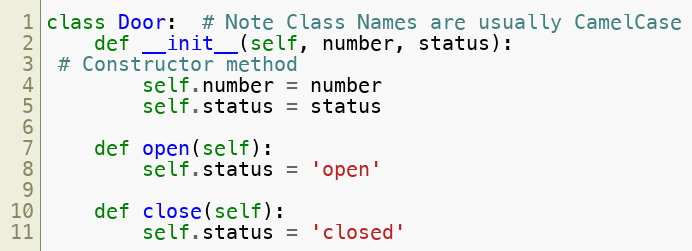 1 class Door:  # Note Class Names are usually CamelCase
2     def __init__(self, number, status):
3  # Constructor method
4         self.number = number
5         self.status = status
6
7     def open(self):
8         self.status = 'open'
9
10     def close(self):
11         self.status = 'closed'